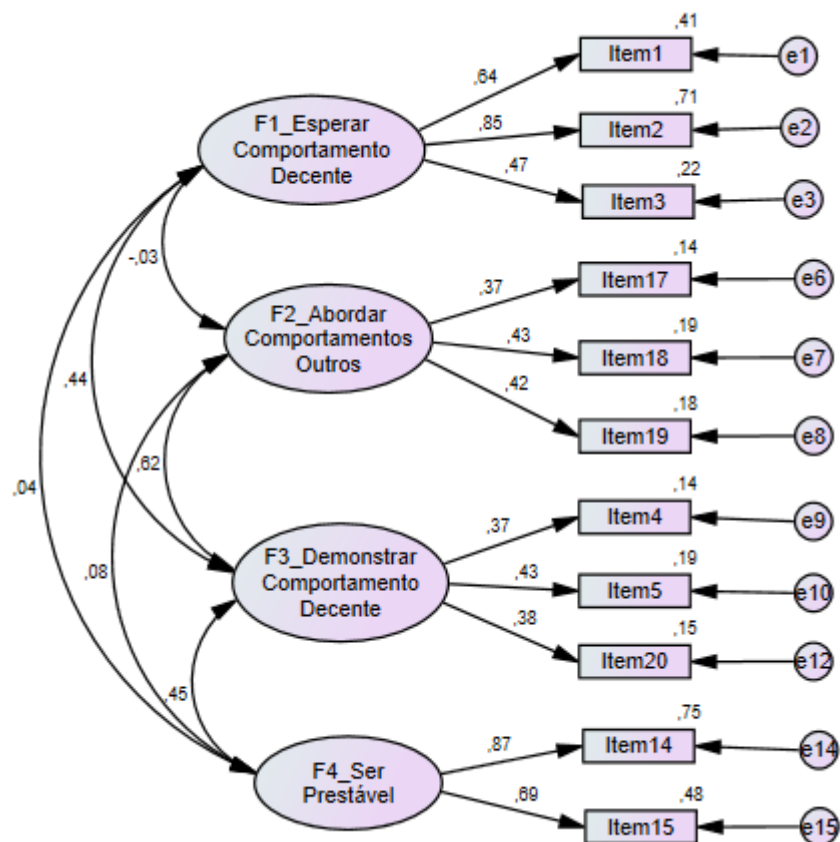 ,41
Item1
e1
,64
F1_Esperar
Comportamento
Decente
,71
Item2
e2
,85
,22
Item3
e3
,47
-,03
,14
Item17
e6
,37
F2_Abordar
Comportamentos
Outros
,19
Item18
e7
,43
,18
Item19
e8
,42
,44
,62
,04
,08
,14
Item4
e9
,37
F3_Demonstrar
Comportamento
Decente
,19
Item5
e10
,43
,15
Item20
e12
,38
,45
,75
Item14
e14
,87
F4_Ser
Prestável
,48
Item15
e15
,69